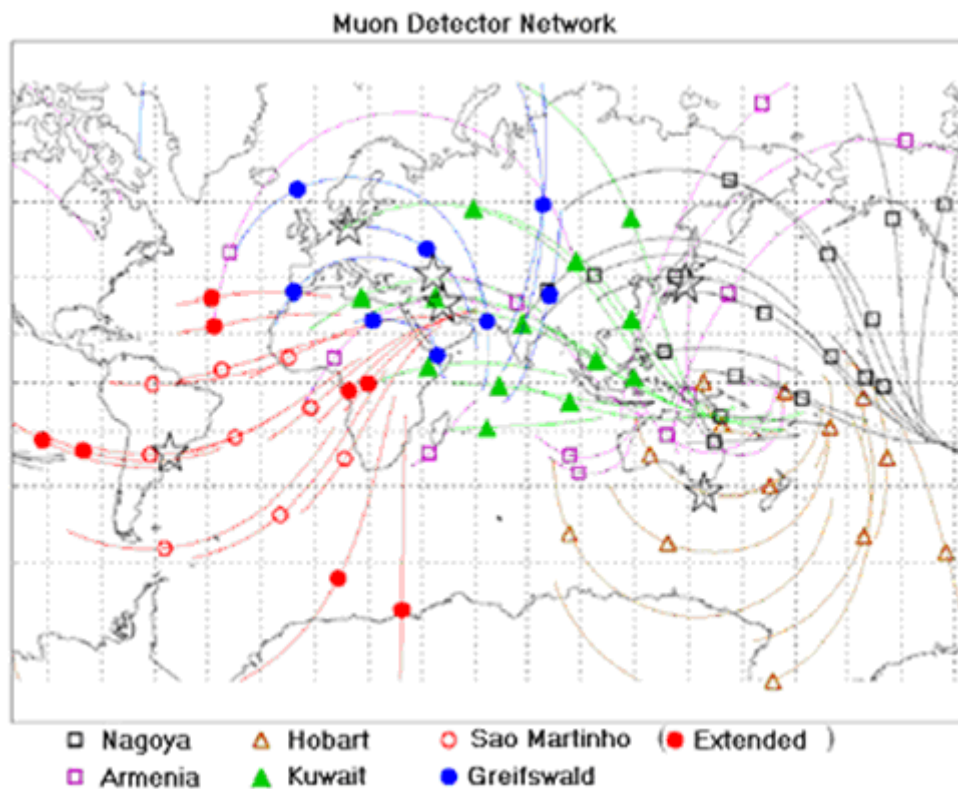 Muon Detector Network
Nagoya Hobart Sao Martinho ( Extended )
Armenia Kuwait Greifswald